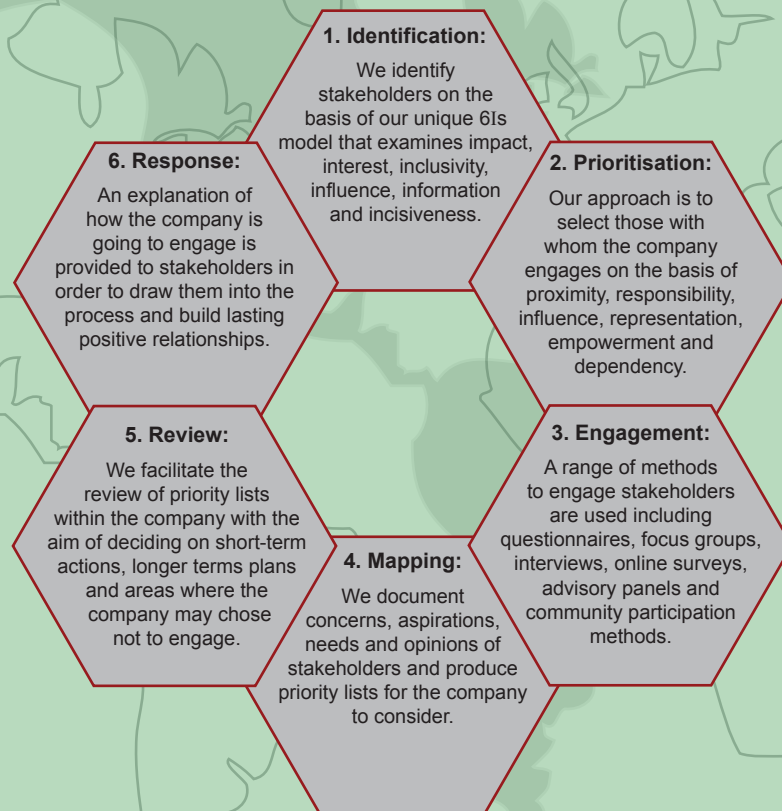 1. Identification:
We identify
stakeholders on the
basis of our unique 6Is
model that examines impact,
interest, inclusivity,
influence, information
and incisiveness.
2. Prioritisation:
Our approach is to
select those with
whom the company
engages on the basis of
proximity, responsibility,
influence, representation,
empowerment and
dependency.
3. Engagement:
A range of methods
to engage stakeholders
are used including
questionnaires, focus groups,
interviews, online surveys,
advisory panels and
community participation
methods.
4. Mapping:
We document
concerns, aspirations,
needs and opinions of
stakeholders and produce
priority lists for the company
to consider.
5. Review:
We facilitate the
review of priority lists
within the company with the
aim of deciding on short-term
actions, longer terms plans
and areas where the
company may chose
not to engage.
6. Response:
An explanation of
how the company is
going to engage is
provided to stakeholders in
order to draw them into the
process and build lasting
positive relationships.